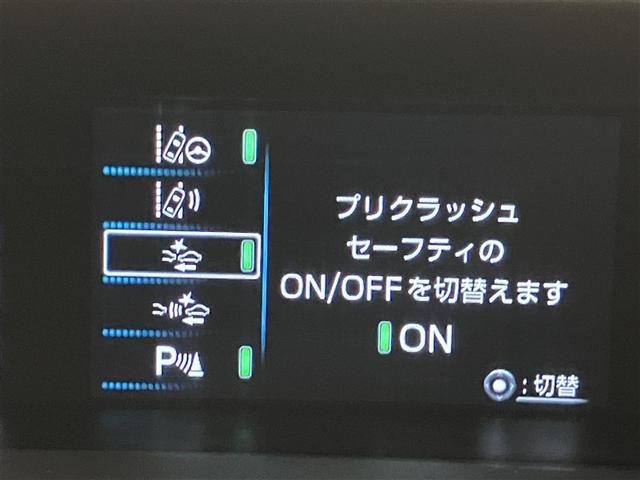 プリクラッシュ
セーフティの
ON/OFFを切替えます
ON
P
:切替